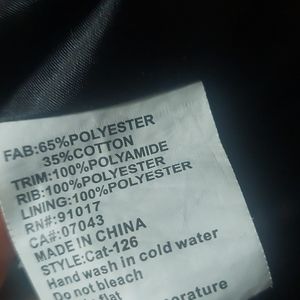 FAB:65%POLYESTER
35%COTTON
TRIM:100%POLYAMIDE
RIB:100%POLYESTER
LINING:100%POLYESTER
RN#:91017
CA#:07043
MADE IN CHINA
STYLE:Cat-126
Hand wash in cold water
Do not bleach
flat